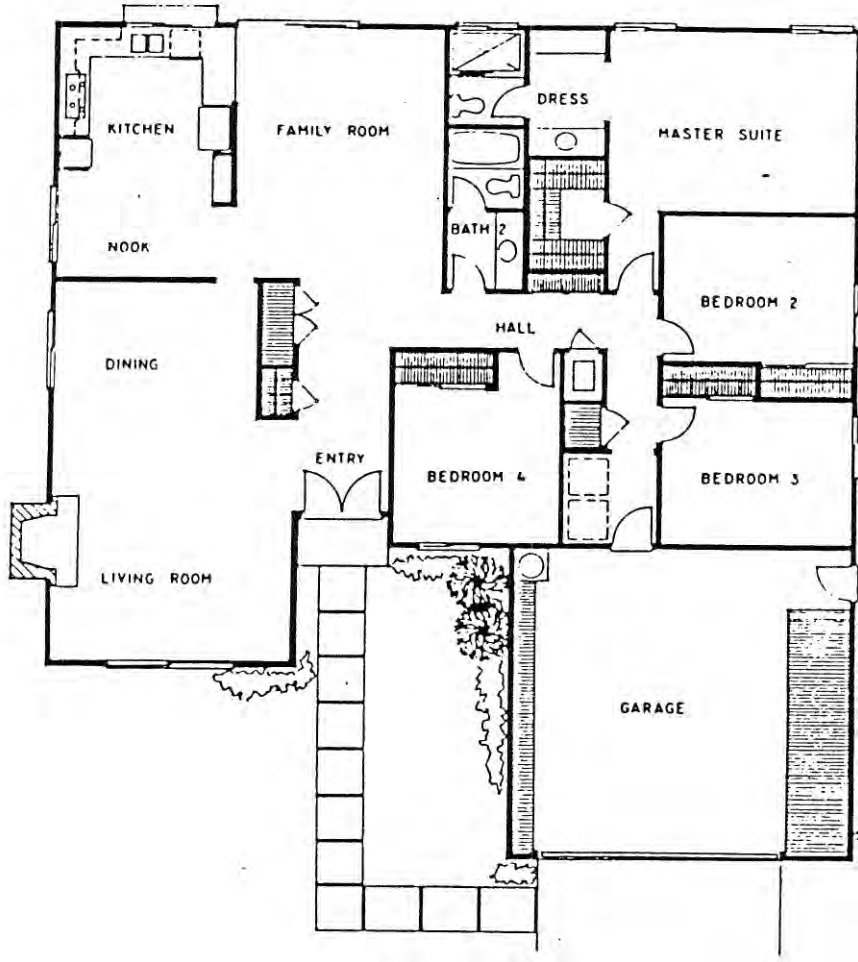 KITCHEN
FAMILY ROOM
DRESS
MASTER SUITE
NOOK
BATH 2
BEDROOM 2
HALL
DINING
ENTRY
BEDROOM 4
BEDROOM 3
LIVING ROOM
GARAGE